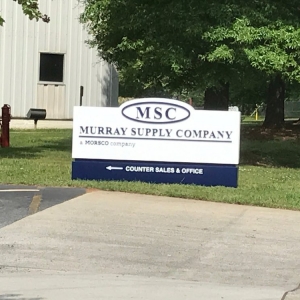 MSC
MURRAY SUPPLY COMPANY
a MORSCO company
COUNTER SALES & OFFICE